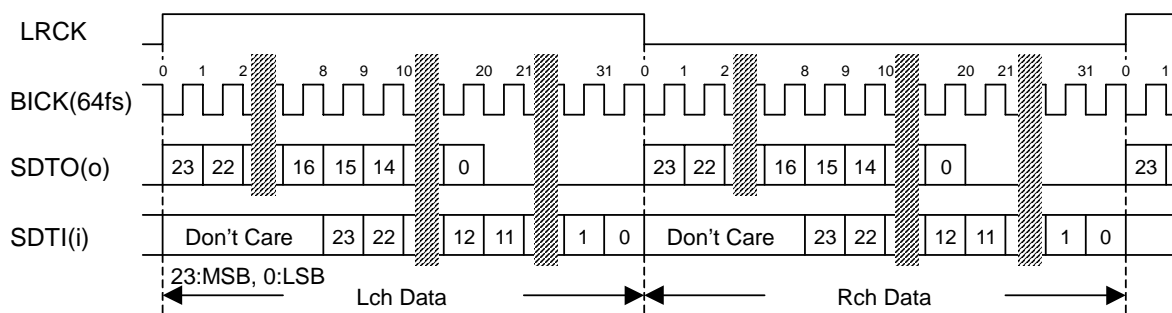 LRCK
0 1 2 8 9 10 20 21 31 0 1 2 8 9 10 20 21 31 0 1
BICK(64fs)
SDTO(o) 23 22 16 15 14 0 23 22 16 15 14 0 23
SDTI(i) Don't Care 23 22 12 11 1 0 Don't Care 23 22 12 11 1 0
23:MSB, 0:LSB
Lch Data Rch Data